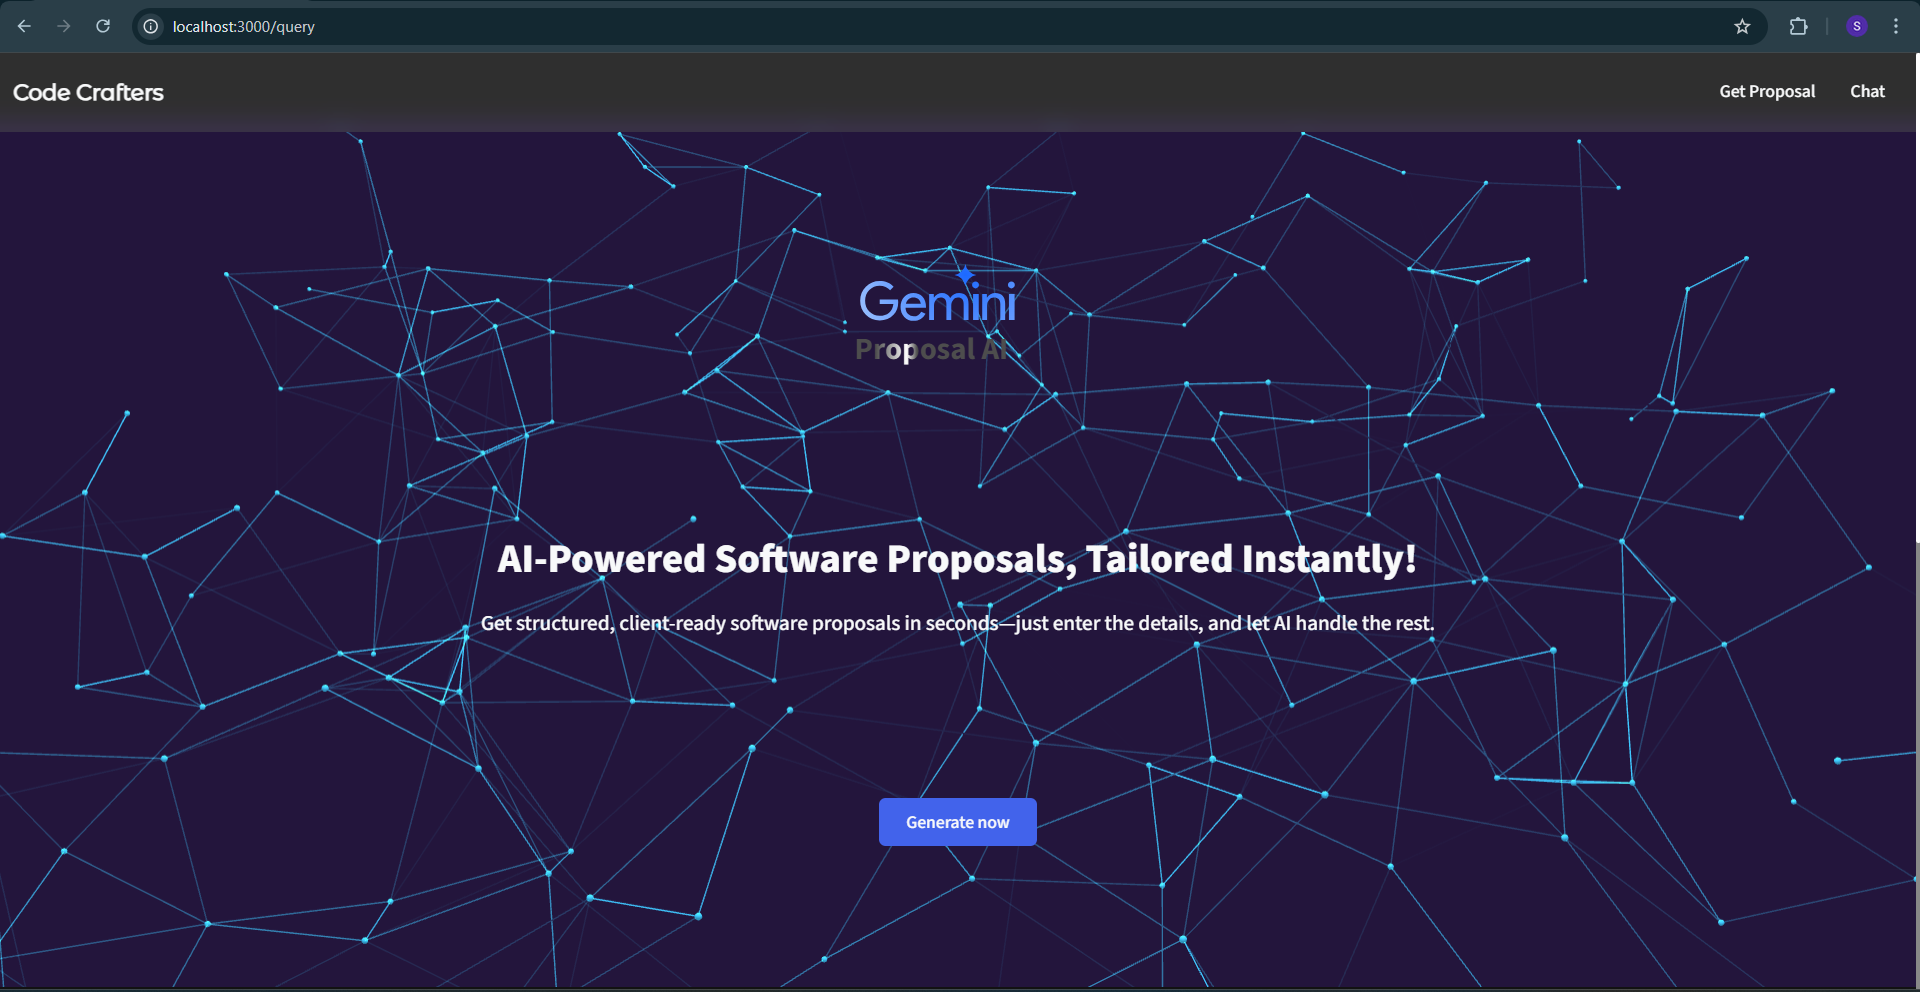 localhost:3000/query
S
Code Crafters
Get Proposal
Chat
Gemini
Proposal AI
AI-Powered Software Proposals, Tailored Instantly!
Get structured, client-ready software proposals in seconds—just enter the details, and let AI handle the rest.
Generate now